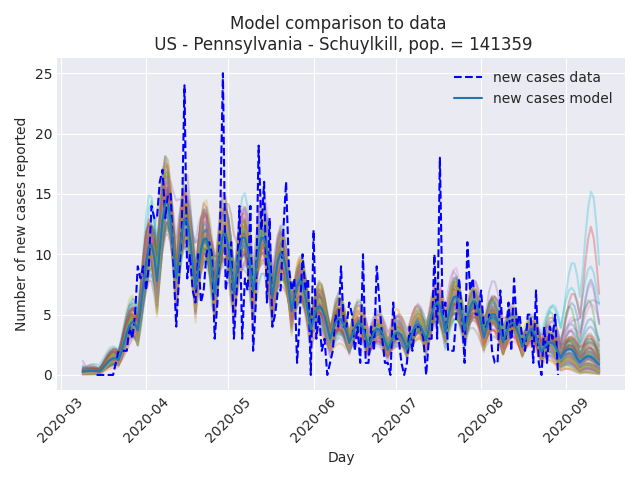 Model comparison to data
US - Pennsylvania - Schuylkill, pop. = 141359
new cases data
new cases model
Number of new cases reported
25
20
15
10
5
0
2020-03
2020-04
2020-05
2020-06
2020-07
2020-08
2020-09
Day